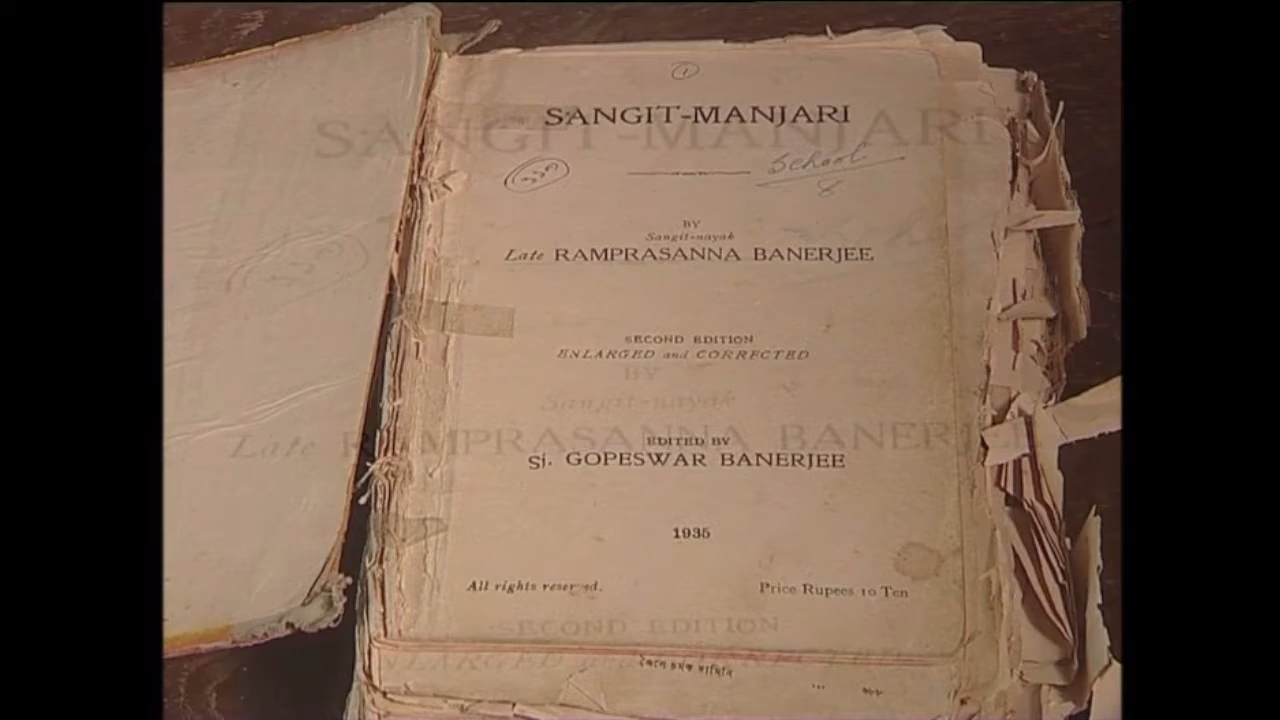 1
SANGIT-MANJARI
School
8
BY
Sangit-nayak
Late RAMPRASANNA BANERJEE
SECOND EDITION
ENLARGED and CORRECTED
EDITED BY
Sj. GOPESWAR BANERJEE
1935
All rights reserved.
Price Rupees 10 Ten